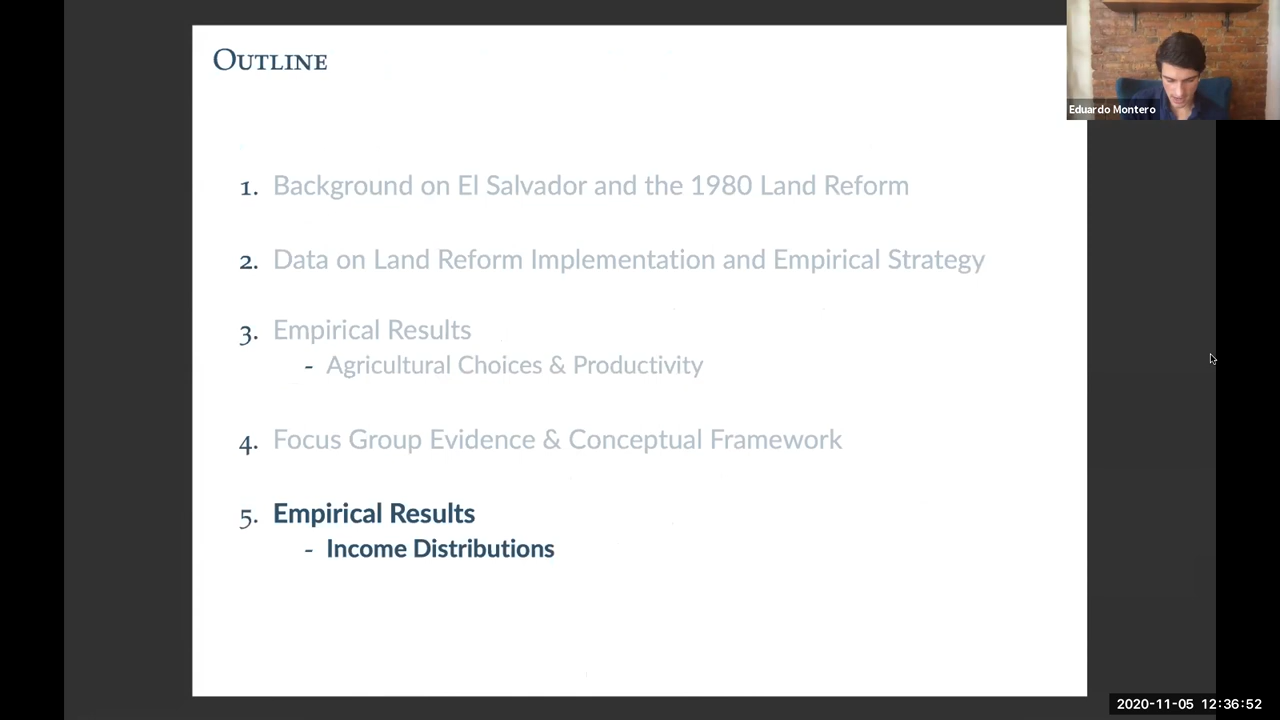 Outline
Eduardo Montero
1. Background on El Salvador and the 1980 Land Reform
2. Data on Land Reform Implementation and Empirical Strategy
3. Empirical Results
- Agricultural Choices & Productivity
4. Focus Group Evidence & Conceptual Framework
5. Empirical Results
- Income Distributions
2020-11-05 12:36:52